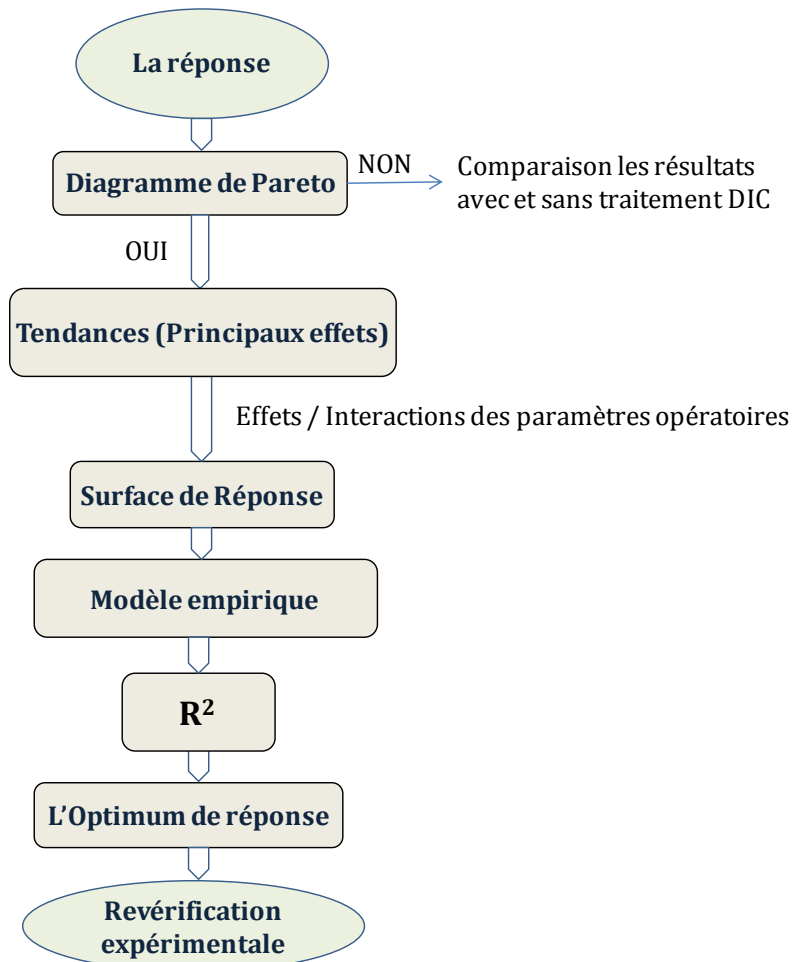 La réponse
Diagramme de Pareto
NON
Comparaison les résultats
avec et sans traitement DIC
OUI
Tendances (Principaux effets)
Effets / Interactions des paramètres opératoires
Surface de Réponse
Modèle empirique
R²
L’Optimum de réponse
Revérification
expérimentale